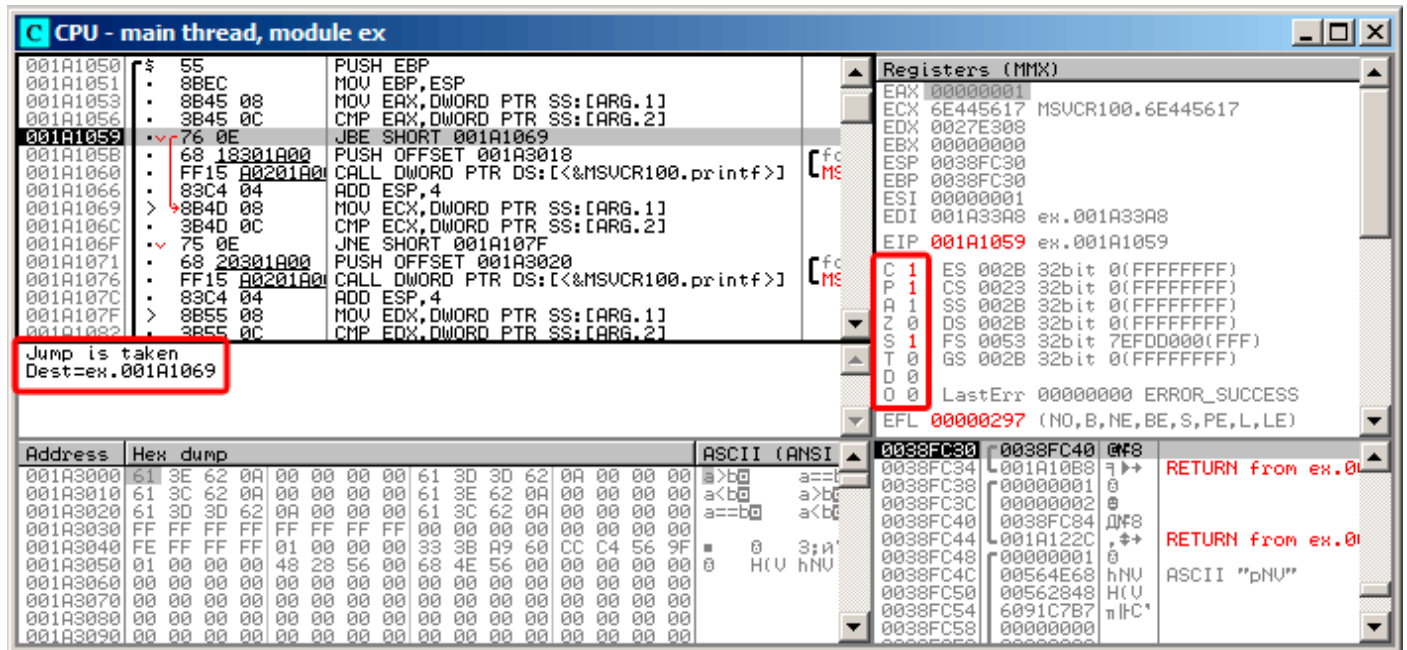 C CPU - main thread, module ex
001A1050 $ 55 PUSH EBP
001A1051 . 8BEC MOV EBP,ESP
001A1053 . 8B45 08 MOV EAX,DWORD PTR SS:[ARG.1]
001A1056 . 3B45 0C CMP EAX,DWORD PTR SS:[ARG.2]
001A1059 . 76 0E JBE SHORT 001A1069
001A105B . 68 18301A00 PUSH OFFSET 001A3018
001A1060 . FF15 A0201A0 CALL DWORD PTR DS:[<&MSVCR100.printf>]
001A1066 . 83C4 04 ADD ESP,4
001A1069 > 8B4D 08 MOV ECX,DWORD PTR SS:[ARG.1]
001A106C . 3B4D 0C CMP ECX,DWORD PTR SS:[ARG.2]
001A106F . 75 0E JNE SHORT 001A107F
001A1071 . 68 20301A00 PUSH OFFSET 001A3020
001A1076 . FF15 A0201A0 CALL DWORD PTR DS:[<&MSVCR100.printf>]
001A107C . 83C4 04 ADD ESP,4
001A107F > 8B55 08 MOV EDX,DWORD PTR SS:[ARG.1]
001A1082 . 3B55 0C CMP EDX,DWORD PTR SS:[ARG.2]
Jump is taken
Dest=ex.001A1069
Registers (MMX)
EAX 00000001
ECX 6E445617 MSVCR100.6E445617
EDX 0027E308
EBX 00000000
ESP 0038FC30
EBP 0038FC30
ESI 00000001
EDI 001A33A8 ex.001A33A8
EIP 001A1059 ex.001A1059
C 1 ES 002B 32bit 0(FFFFFFFF)
P 1 CS 0023 32bit 0(FFFFFFFF)
A 1 SS 002B 32bit 0(FFFFFFFF)
Z 0 DS 002B 32bit 0(FFFFFFFF)
S 1 FS 0053 32bit 7EFDD000(FFF)
T 0 GS 002B 32bit 0(FFFFFFFF)
D 0
O 0 LastErr 00000000 ERROR_SUCCESS
EFL 00000297 (NO,B,NE,BE,S,PE,L,LE)
Address Hex dump ASCII (ANSI
001A3000 61 3E 62 0A 00 00 00 00 61 3D 3D 62 0A 00 00 00 a>b a==b
001A3010 61 3C 62 0A 00 00 00 00 61 3E 62 0A 00 00 00 00 a<b a>b
001A3020 61 3D 3D 62 0A 00 00 00 61 3C 62 0A 00 00 00 00 a==b a<b
001A3030 FF FF FF FF FF FF FF FF 00 00 00 00 00 00 00 00
001A3040 FE FF FF FF 01 00 00 00 33 3B A9 60 CC C4 56 9F
001A3050 01 00 00 00 48 28 56 00 68 4E 56 00 00 00 00 00 H(V hNV
001A3060 00 00 00 00 00 00 00 00 00 00 00 00 00 00 00 00
001A3070 00 00 00 00 00 00 00 00 00 00 00 00 00 00 00 00
001A3080 00 00 00 00 00 00 00 00 00 00 00 00 00 00 00 00
001A3090 00 00 00 00 00 00 00 00 00 00 00 00 00 00 00 00
0038FC30 0038FC40
0038FC34 001A10B8 RETURN from ex.0
0038FC38 00000001
0038FC3C 00000002
0038FC40 0038FC84
0038FC44 001A122C RETURN from ex.0
0038FC48 00000001
0038FC4C 00564E68 hNV ASCII "pNV"
0038FC50 00562848 H(V
0038FC54 6091C7B7
0038FC58 00000000